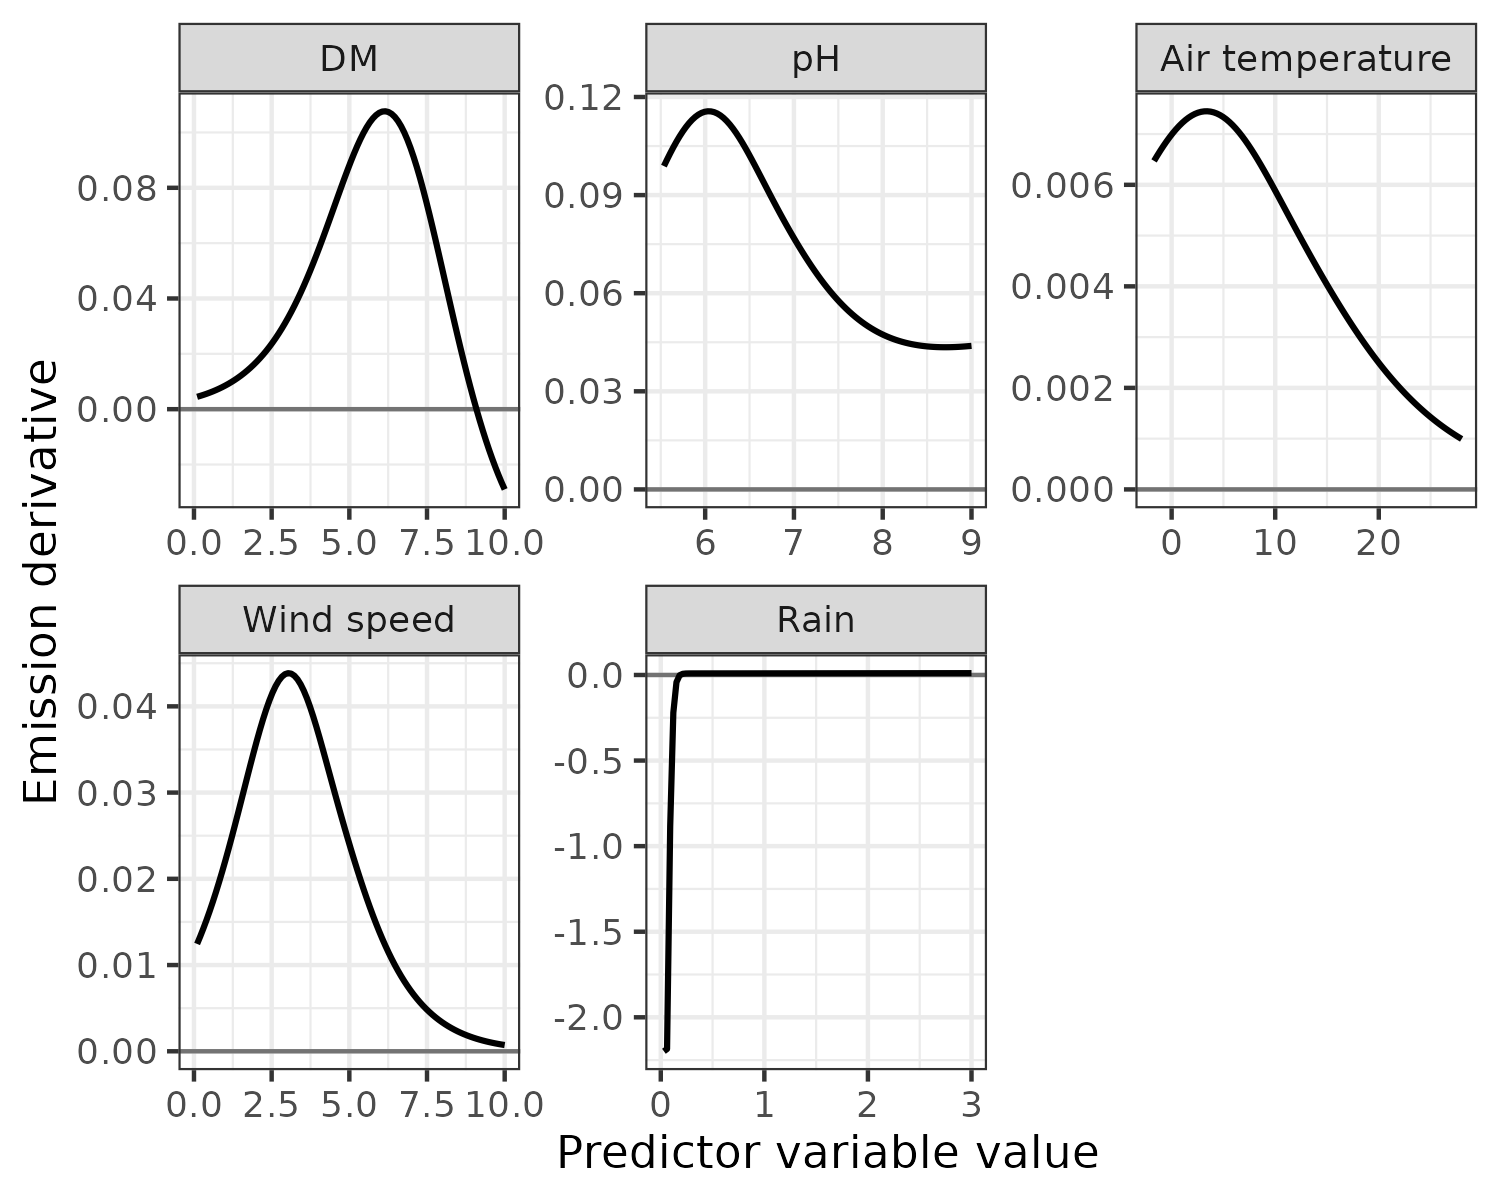 DM
pH
Air temperature
0.08
0.04
0.00
0.0 2.5 5.0 7.5 10.0
0.12
0.09
0.06
0.03
0.00
6 7 8 9
0.006
0.004
0.002
0.000
0 10 20
Emission derivative
Wind speed
Rain
0.04
0.03
0.02
0.01
0.00
0.0 2.5 5.0 7.5 10.0
0.0
-0.5
-1.0
-1.5
-2.0
0 1 2 3
Predictor variable value